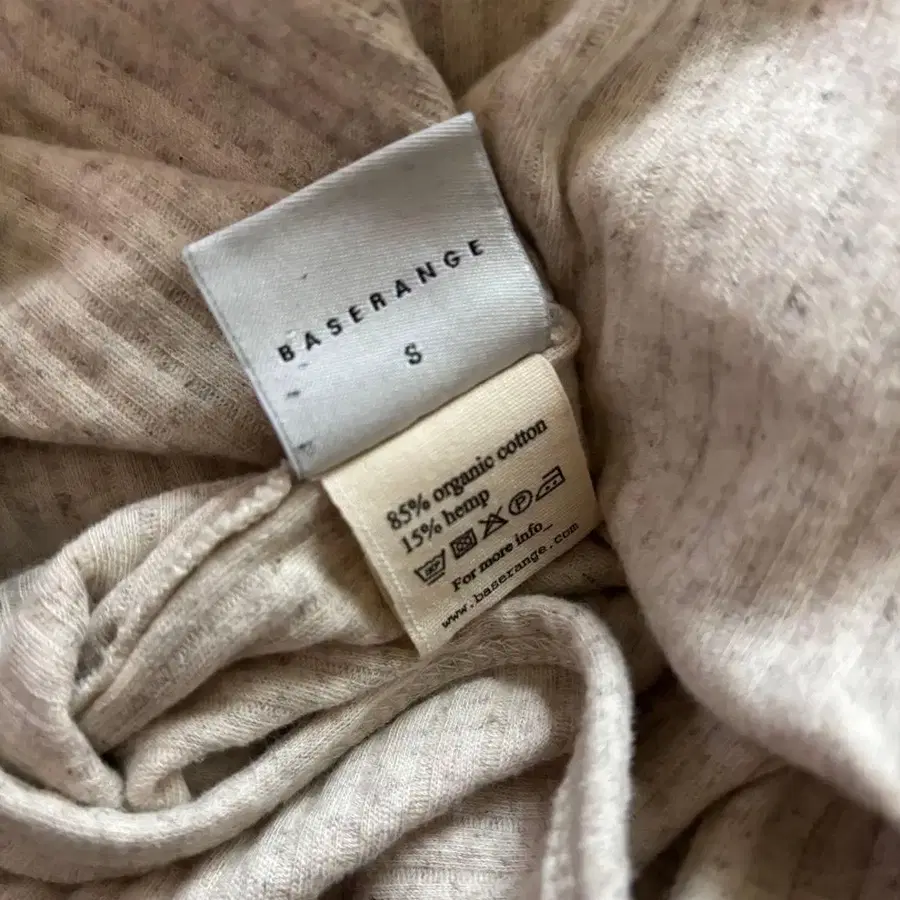 BASERANGE
S
85% organic cotton
15% hemp
For more info_
www.baserange.com